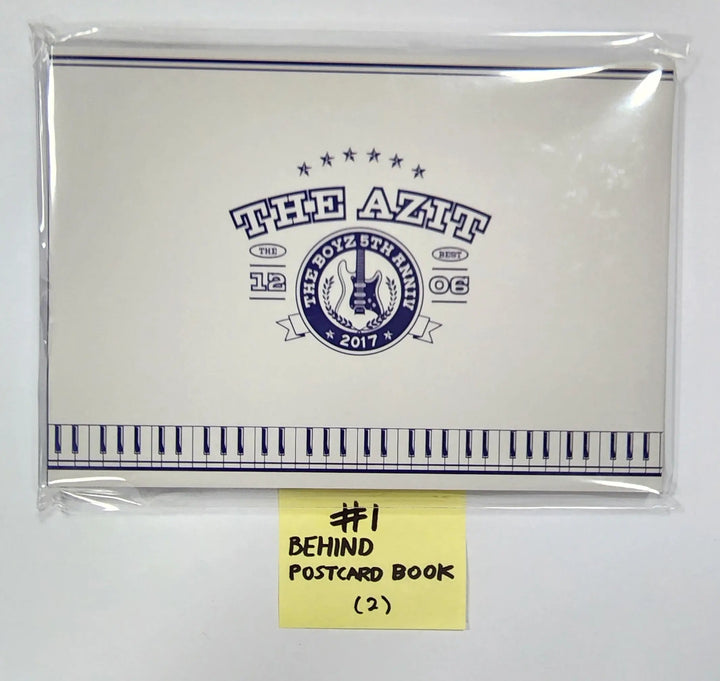 THE AZIT
THE
BEST
12
06
THE BOYZ 5TH ANNIV
2017
#1
BEHIND
POSTCARD BOOK
(2)